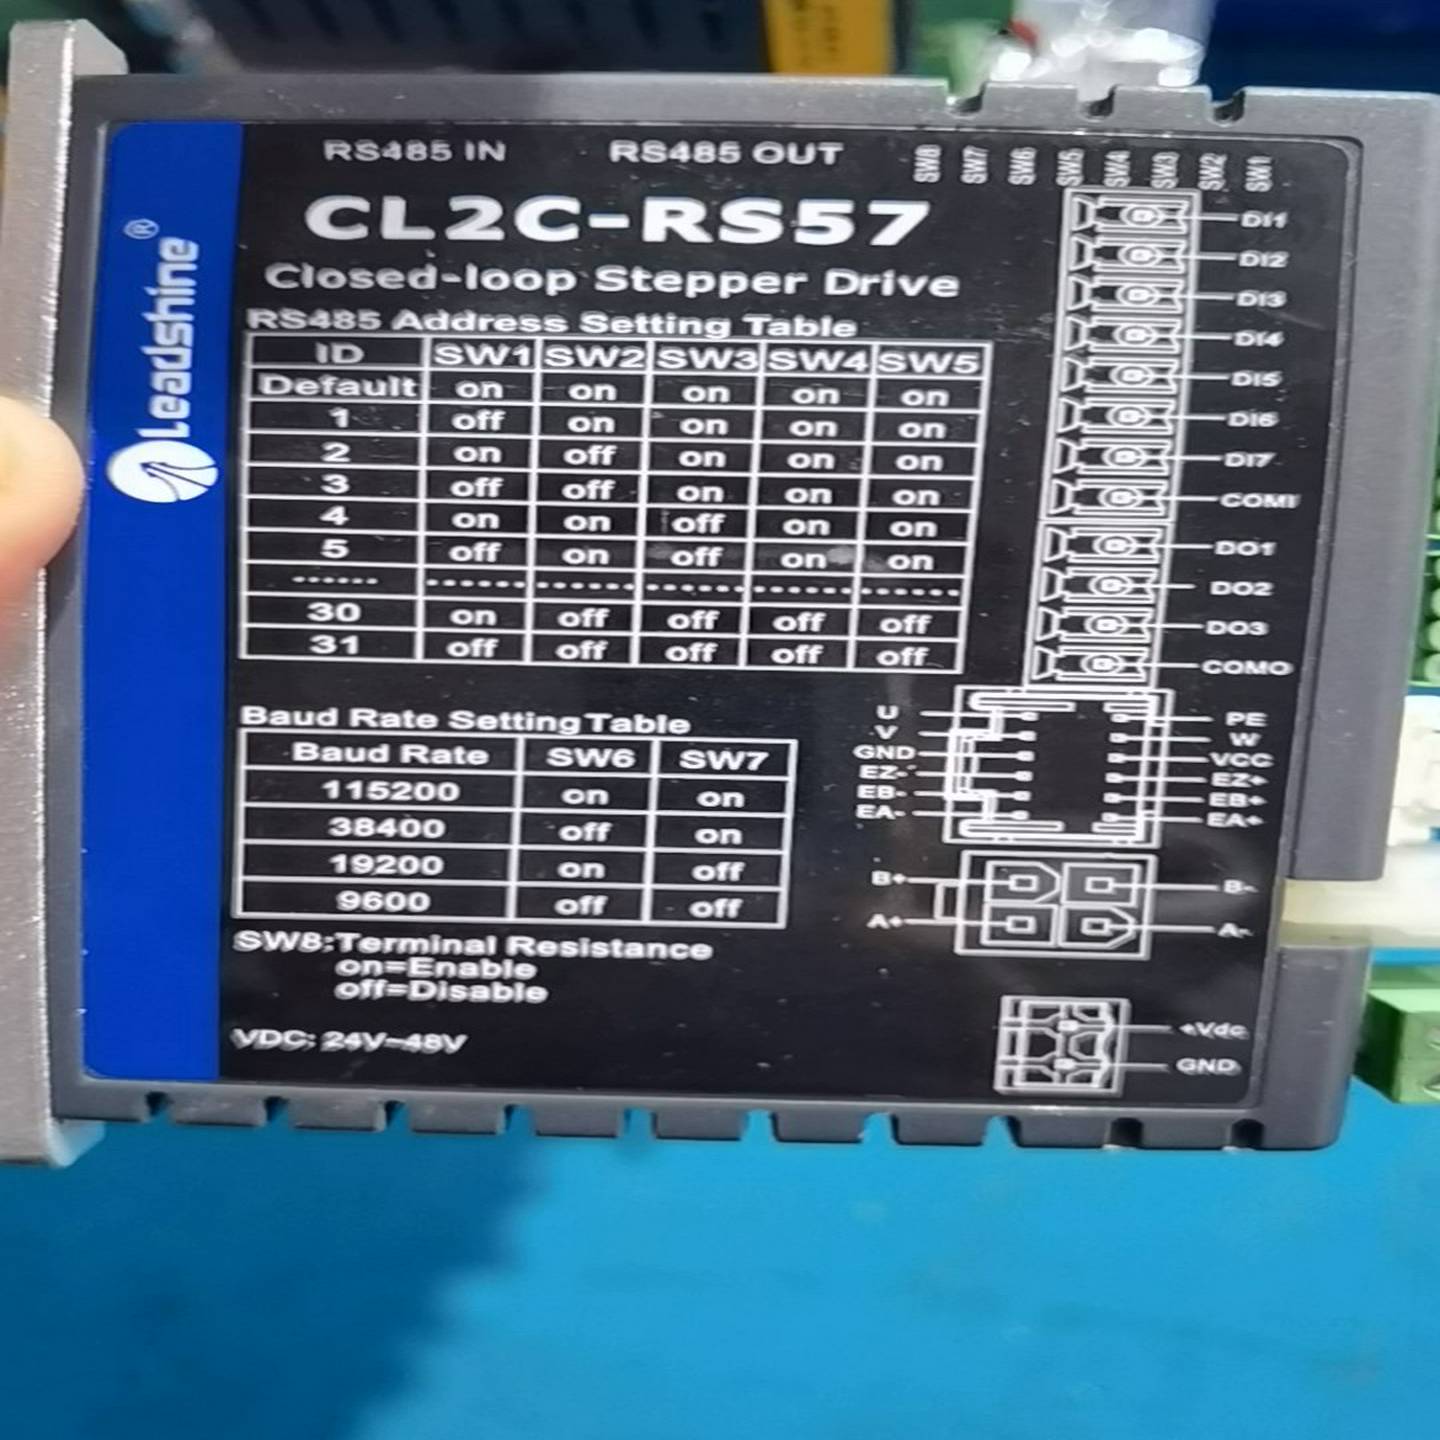 RS485 IN RS485 OUT
SW8 SW7 SW6 SW5 SW4 SW3 SW2 SW1
CL2C-RS57
Closed-loop Stepper Drive
Leadshine®
RS485 Address Setting Table
ID SW1 SW2 SW3 SW4 SW5
Default on on on on on
1 off on on on on
2 on off on on on
3 off off on on on
4 on on off on on
5 off on off on on
...... ...... ...... ...... ...... ......
30 on off off off off
31 off off off off off
Baud Rate Setting Table
Baud Rate SW6 SW7
115200 on on
38400 off on
19200 on off
9600 off off
SW8:Terminal Resistance
on=Enable
off=Disable
VDC: 24V~48V
DI1
DI2
DI3
DI4
DI5
DI6
DI7
COMI
DO1
DO2
DO3
COMO
U PE
V W
GND VCC
EZ- EZ+
EB- EB+
EA- EA+
B+ B-
A+ A-
+Vdc
GND